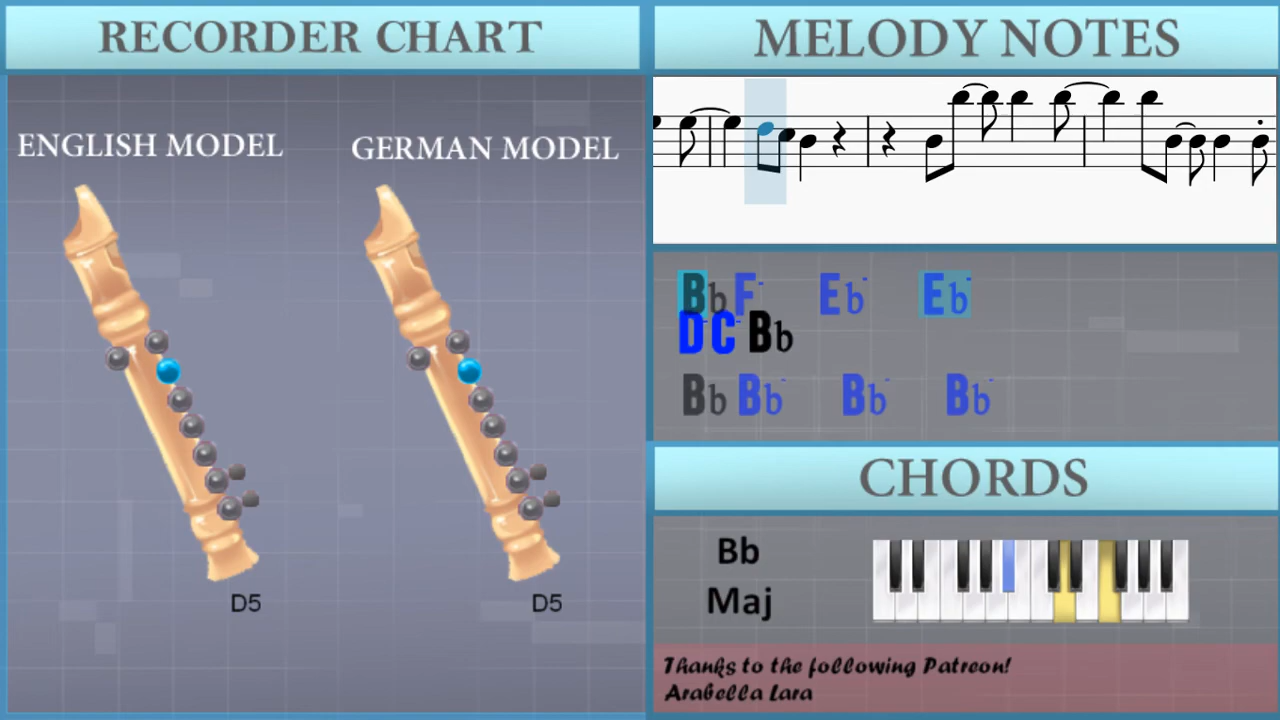 RECORDER CHART
ENGLISH MODEL
GERMAN MODEL
D5
D5
MELODY NOTES
Bb F- Eb- Eb-
D- C- Bb
Bb Bb- Bb- Bb-
CHORDS
Bb
Maj
Thanks to the following Patreon!
Arabella Lara